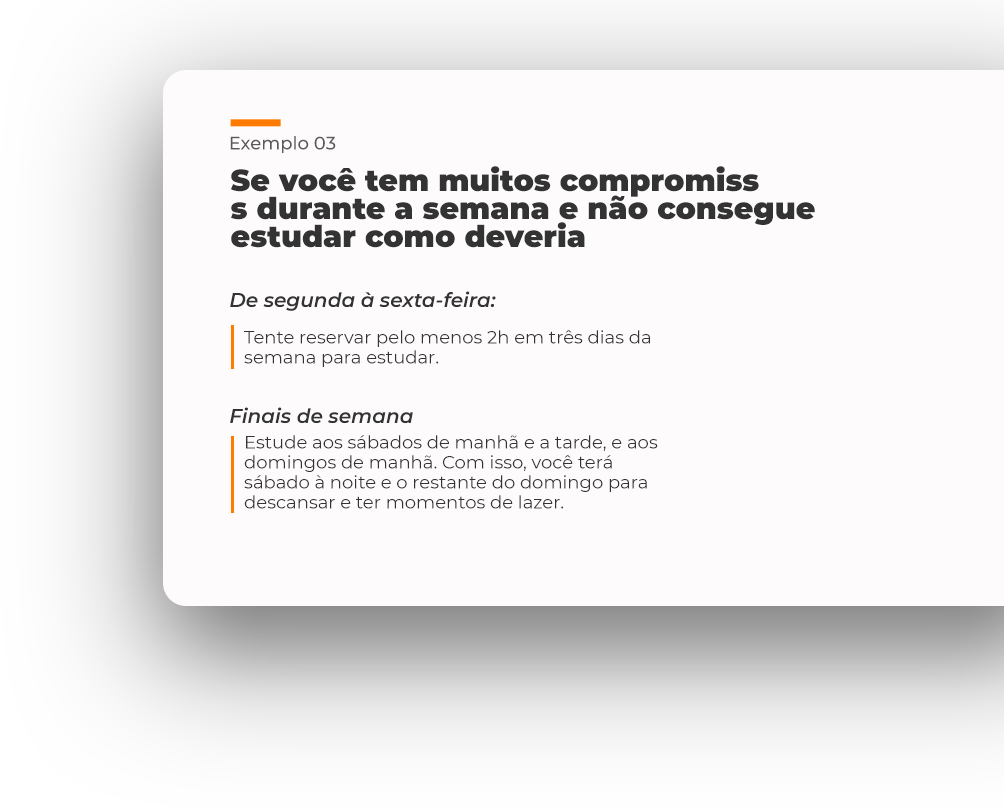 Exemplo 03
Se você tem muitos compromiss
s durante a semana e não consegue
estudar como deveria
De segunda à sexta-feira:
Tente reservar pelo menos 2h em três dias da
semana para estudar.
Finais de semana
Estude aos sábados de manhã e a tarde, e aos
domingos de manhã. Com isso, você terá
sábado à noite e o restante do domingo para
descansar e ter momentos de lazer.